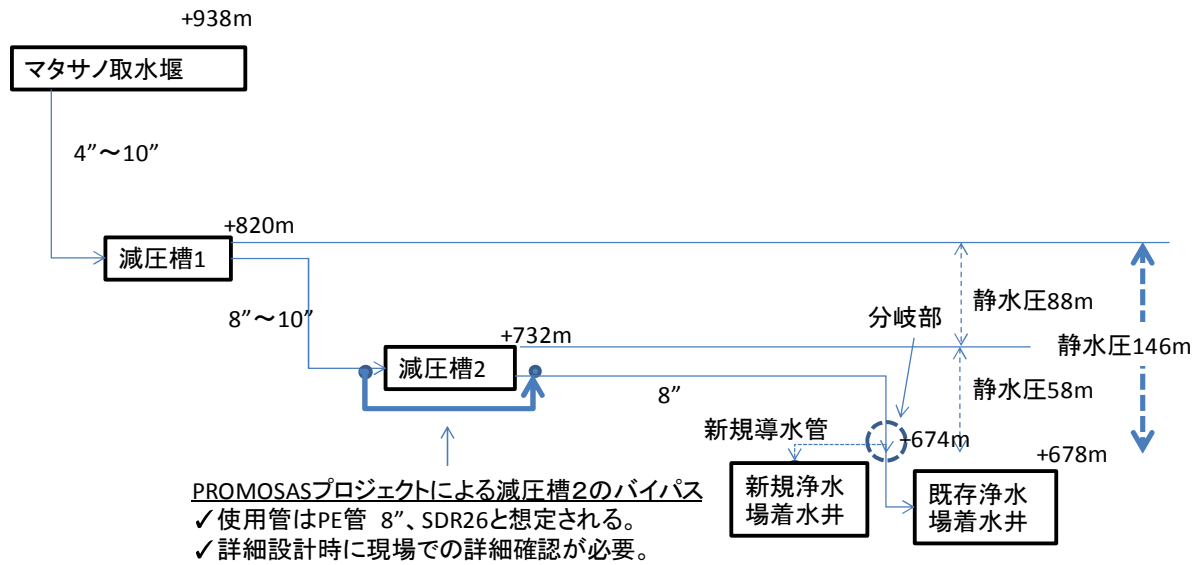 +938m
マタサノ取水堰
4”～10”
+820m
減圧槽1
8”～10”
静水圧88m
分岐部
+732m
静水圧146m
減圧槽2
8”
静水圧58m
新規導水管
+674m
+678m
新規浄水
場着水井
既存浄水
場着水井
PROMOSASプロジェクトによる減圧槽２のバイパス
✓使用管はPE管 8”、SDR26と想定される。
✓詳細設計時に現場での詳細確認が必要。